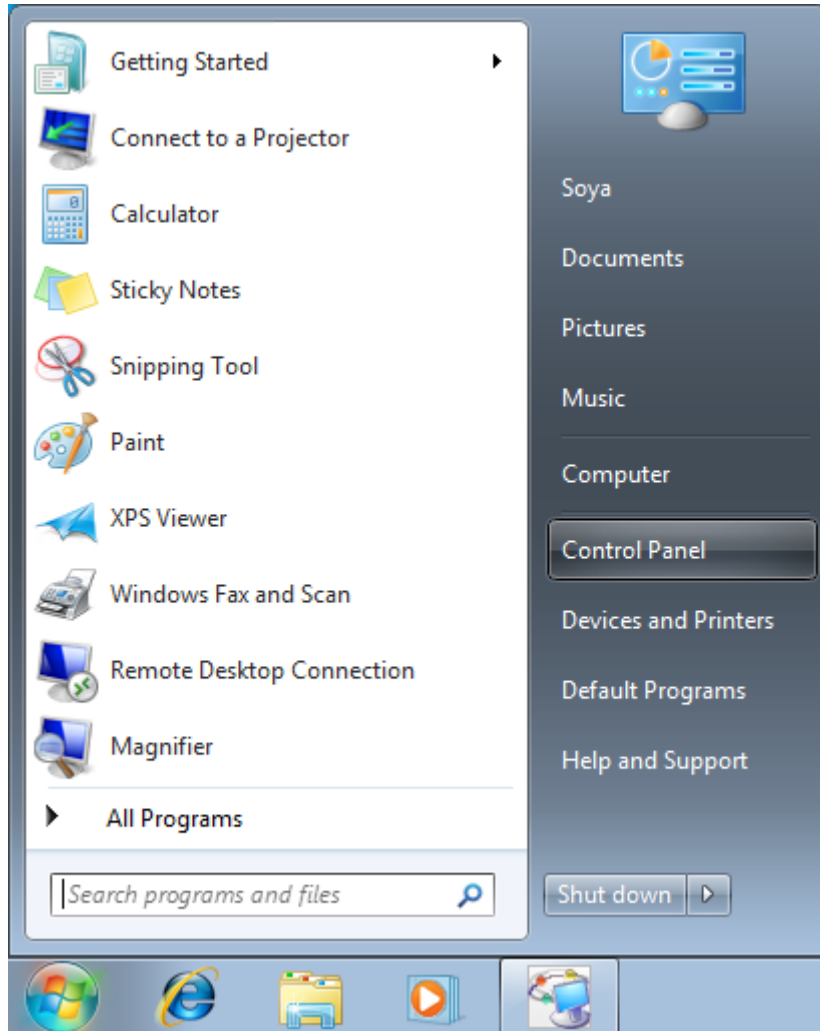 Getting Started
Connect to a Projector
Calculator
Sticky Notes
Snipping Tool
Paint
XPS Viewer
Windows Fax and Scan
Remote Desktop Connection
Magnifier
All Programs
Search programs and files
Soya
Documents
Pictures
Music
Computer
Control Panel
Devices and Printers
Default Programs
Help and Support
Shut down